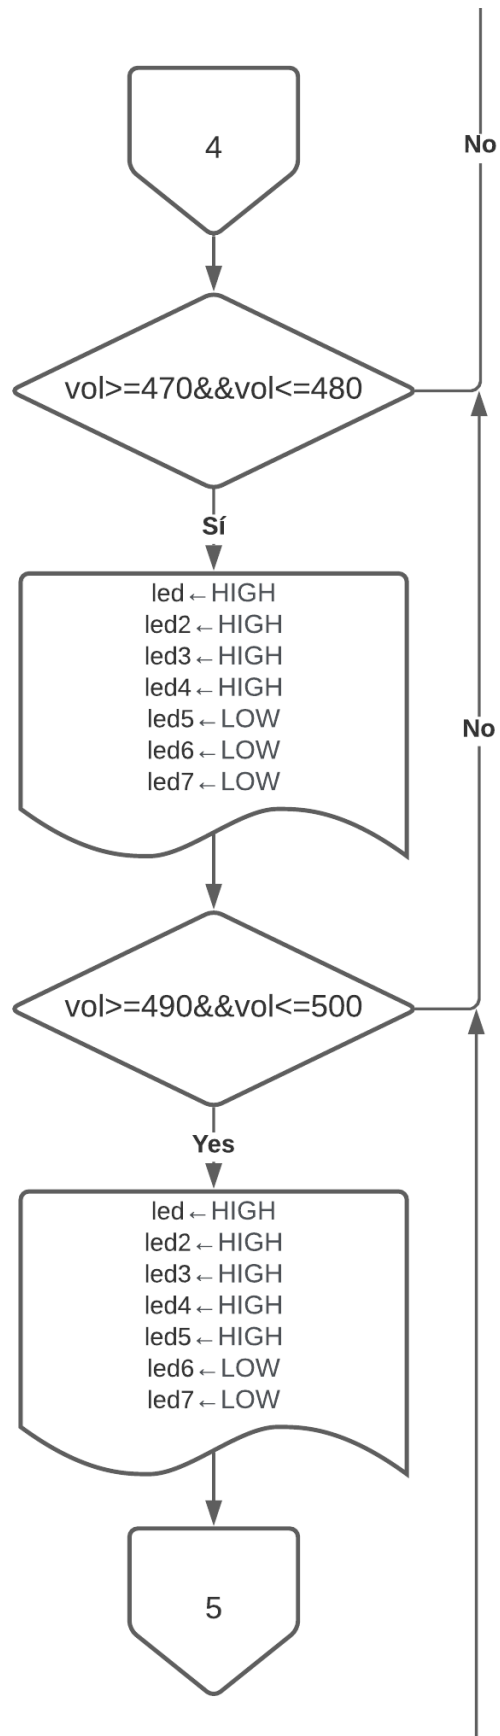 No
4
vol>=470&&vol<=480
Sí
led←HIGH
led2←HIGH
led3←HIGH
led4←HIGH
led5←LOW
led6←LOW
led7←LOW
No
vol>=490&&vol<=500
Yes
led←HIGH
led2←HIGH
led3←HIGH
led4←HIGH
led5←HIGH
led6←LOW
led7←LOW
5